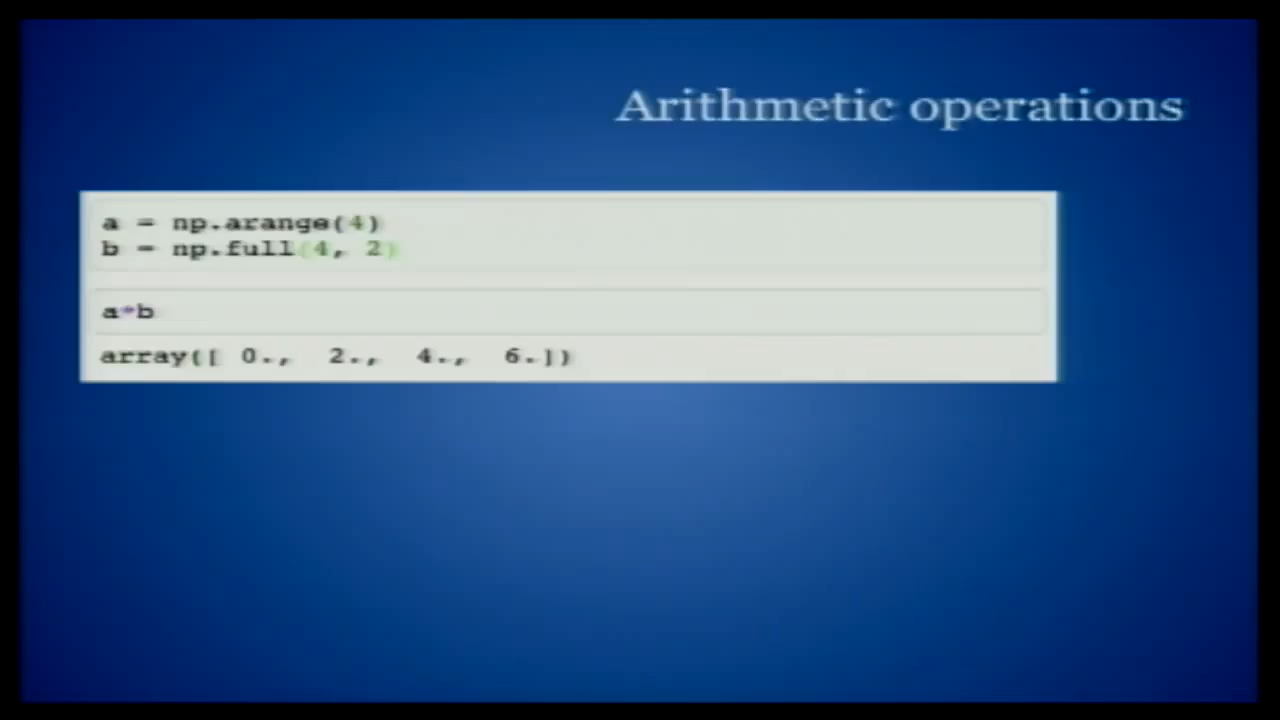 Arithmetic operations
a = np.arange(4)
b = np.full(4, 2)
a*b
array([ 0.,  2.,  4.,  6.])